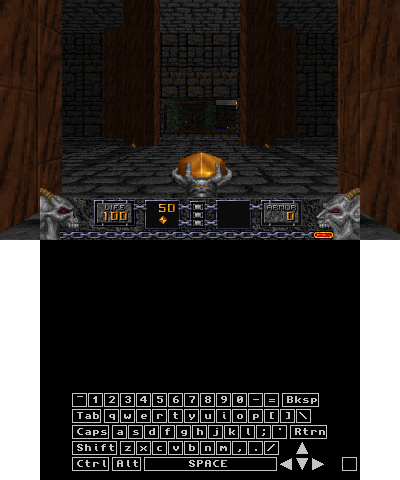 LIFE 50 ARMOR
100 0
~ 1 2 3 4 5 6 7 8 9 0 - = Bksp
Tab q w e r t y u i o p [ ] \
Caps a s d f g h j k l ; ' Rtrn
Shift z x c v b n m , . /
Ctrl Alt SPACE